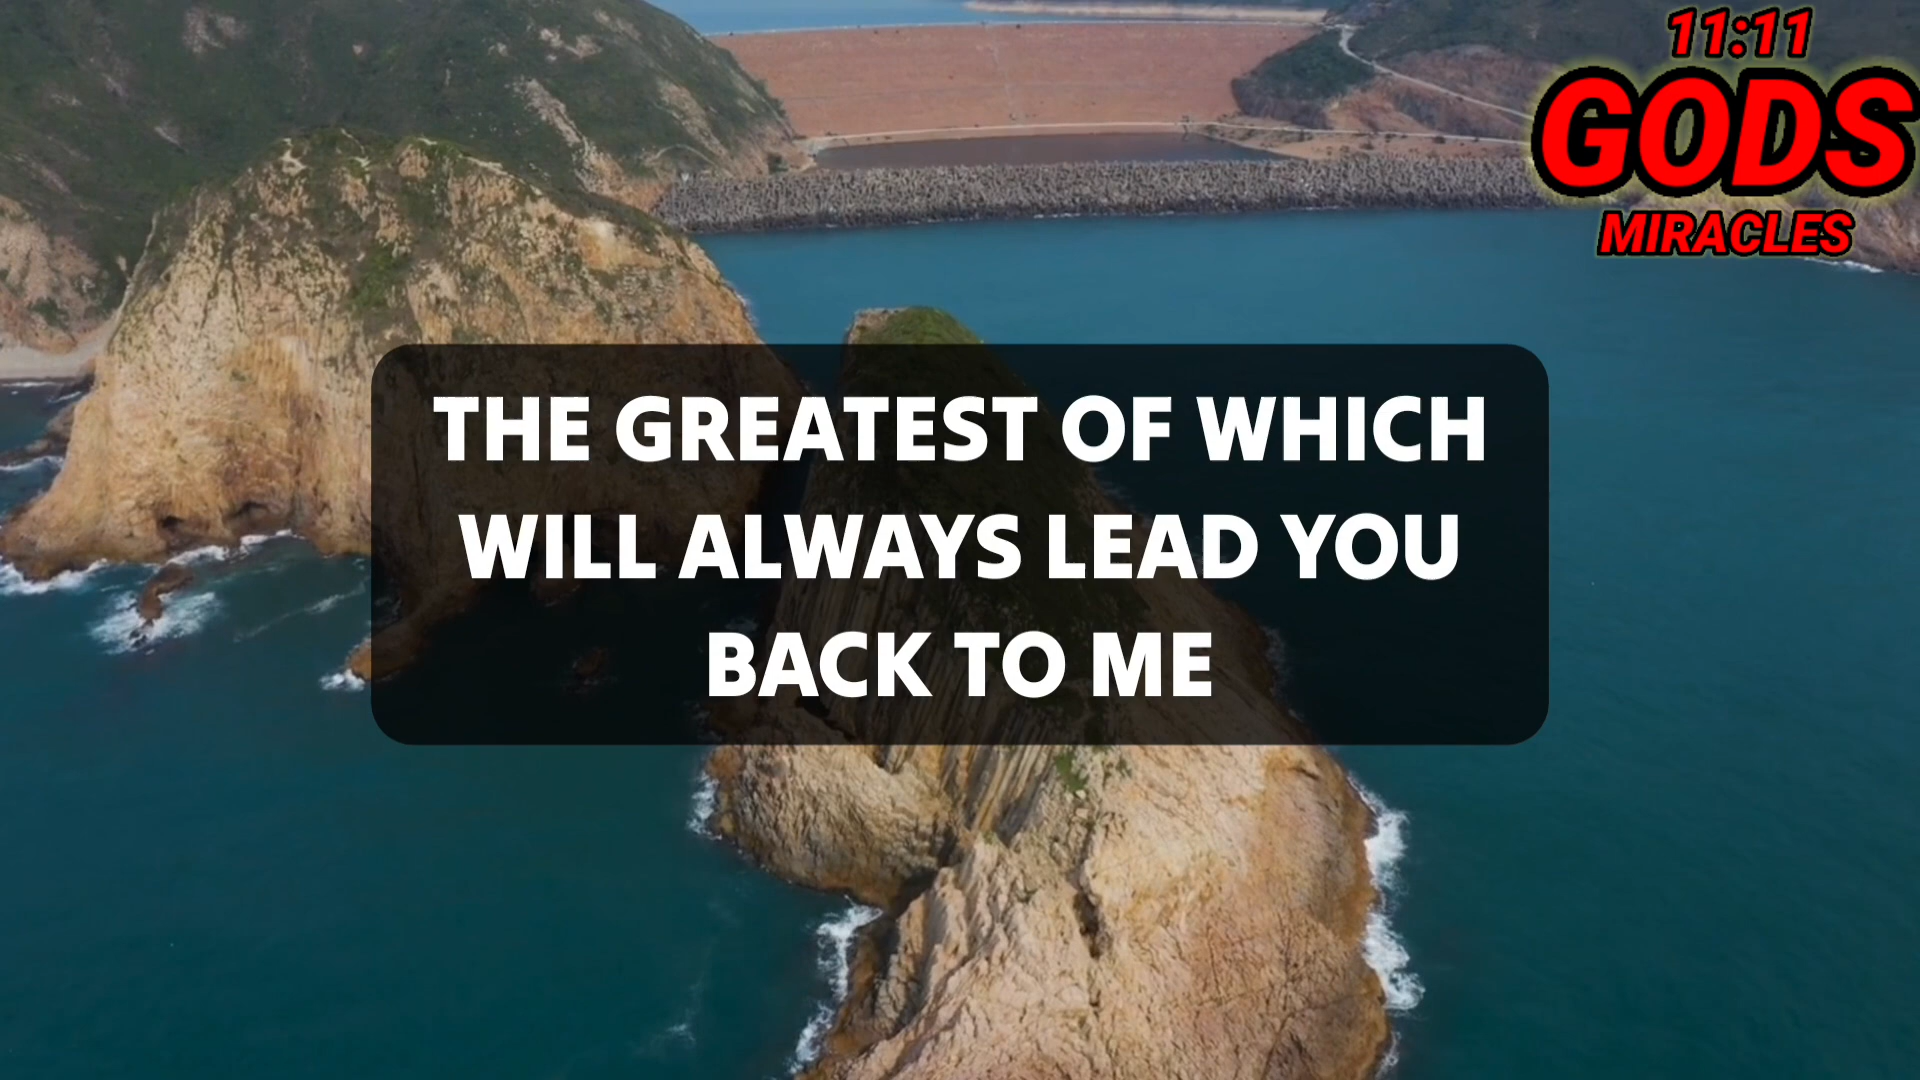 11:11
GODS
MIRACLES
THE GREATEST OF WHICH
WILL ALWAYS LEAD YOU
BACK TO ME